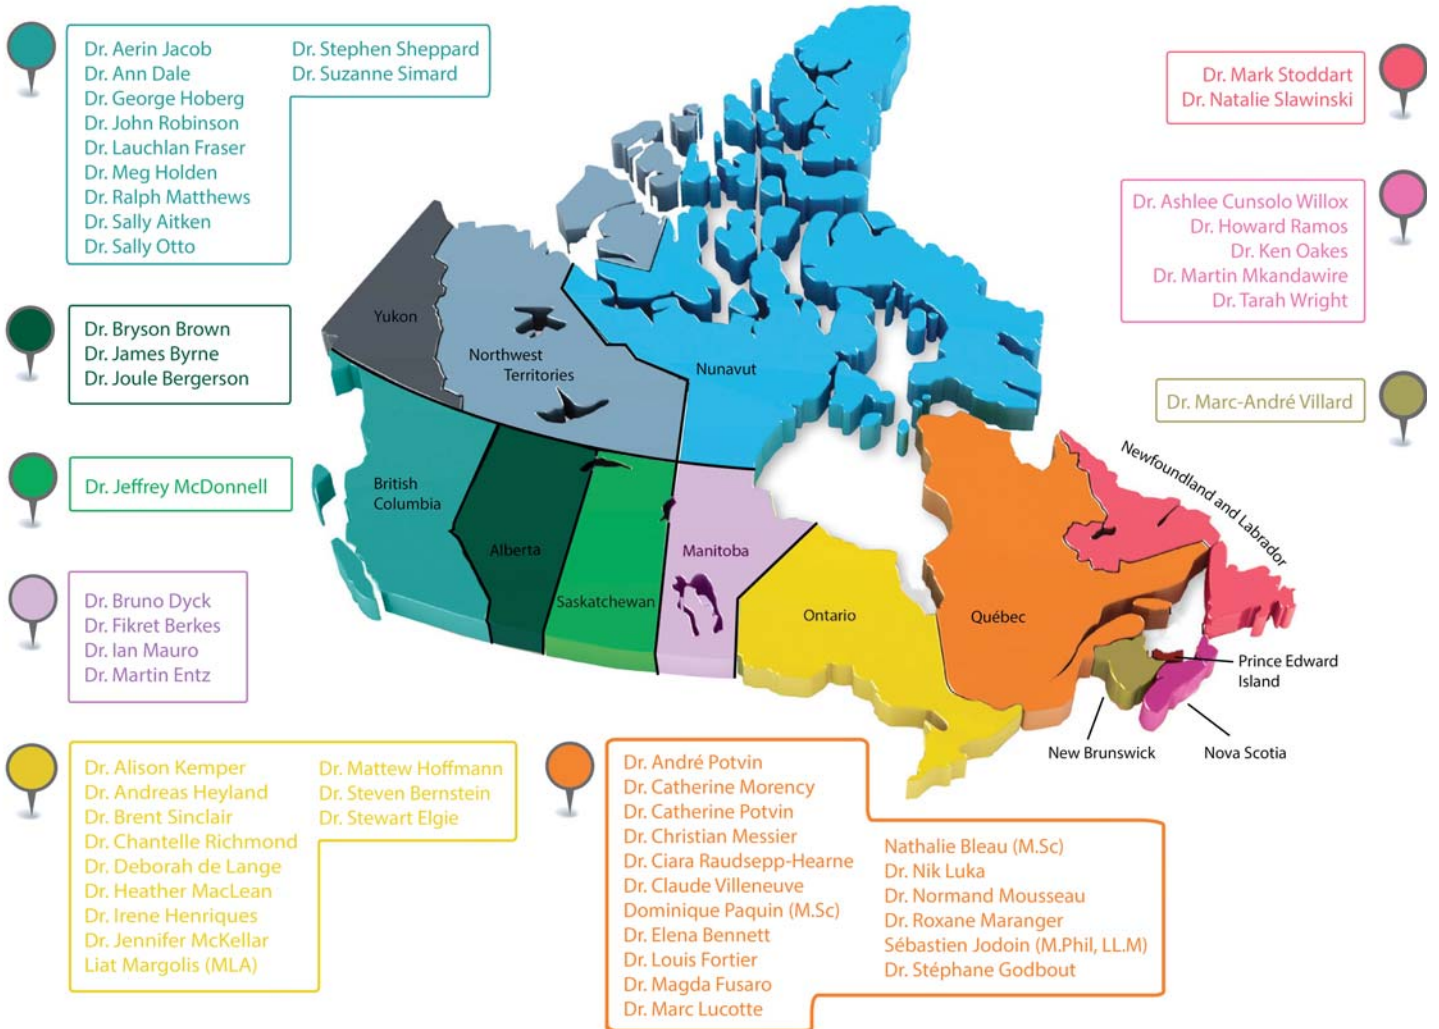 Dr. Aerin Jacob
Dr. Ann Dale
Dr. George Hoberg
Dr. John Robinson
Dr. Lauchlan Fraser
Dr. Meg Holden
Dr. Ralph Matthews
Dr. Sally Aitken
Dr. Sally Otto
Dr. Stephen Sheppard
Dr. Suzanne Simard
Dr. Mark Stoddart
Dr. Natalie Slawinski
Dr. Ashlee Cunsolo Willox
Dr. Howard Ramos
Dr. Ken Oakes
Dr. Martin Mkandawire
Dr. Tarah Wright
Dr. Marc-André Villard
Dr. Bryson Brown
Dr. James Byrne
Dr. Joule Bergerson
Dr. Jeffrey McDonnell
Dr. Bruno Dyck
Dr. Fikret Berkes
Dr. Ian Mauro
Dr. Martin Entz
Yukon
Northwest
Territories
Nunavut
British
Columbia
Alberta
Saskatchewan
Manitoba
Ontario
Québec
Newfoundland and Labrador
Prince Edward
Island
New Brunswick
Nova Scotia
Dr. Alison Kemper
Dr. Andreas Heyland
Dr. Brent Sinclair
Dr. Chantelle Richmond
Dr. Deborah de Lange
Dr. Heather MacLean
Dr. Irene Henriques
Dr. Jennifer McKellar
Liat Margolis (MLA)
Dr. Mattew Hoffmann
Dr. Steven Bernstein
Dr. Stewart Elgie
Dr. André Potvin
Dr. Catherine Morency
Dr. Catherine Potvin
Dr. Christian Messier
Dr. Ciara Raudsepp-Hearne
Dr. Claude Villeneuve
Dominique Paquin (M.Sc)
Dr. Elena Bennett
Dr. Louis Fortier
Dr. Magda Fusaro
Dr. Marc Lucotte
Nathalie Bleau (M.Sc)
Dr. Nik Luka
Dr. Normand Mousseau
Dr. Roxane Maranger
Sébastien Jodoin (M.Phil, LL.M)
Dr. Stéphane Godbout